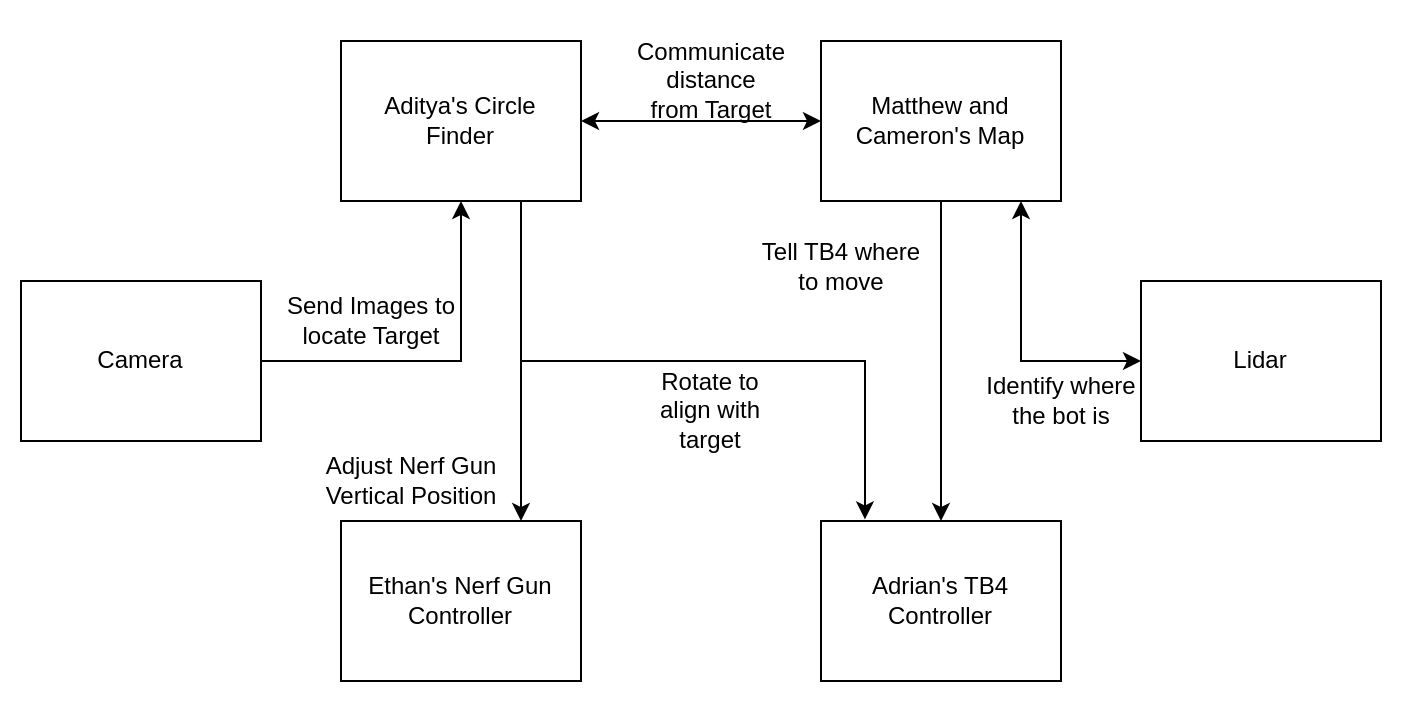 Communicate
distance
from Target
Aditya's Circle
Finder
Matthew and
Cameron's Map
Tell TB4 where
to move
Send Images to
locate Target
Camera
Lidar
Rotate to
align with
target
Identify where
the bot is
Adjust Nerf Gun
Vertical Position
Ethan's Nerf Gun
Controller
Adrian's TB4
Controller